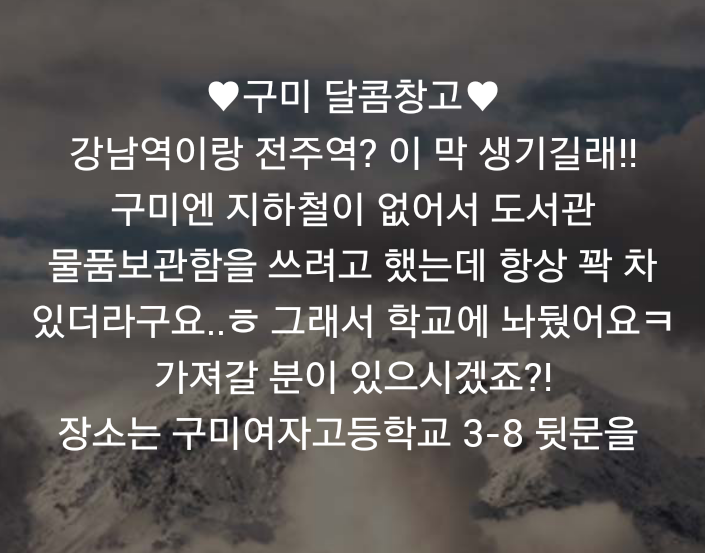 ♥구미 달콤창고♥
강남역이랑 전주역? 이 막 생기길래!!
구미엔 지하철이 없어서 도서관
물품보관함을 쓰려고 했는데 항상 꽉 차
있더라구요..ㅎ 그래서 학교에 놔뒀어요ㅋ
가져갈 분이 있으시겠죠?!
장소는 구미여자고등학교 3-8 뒷문을